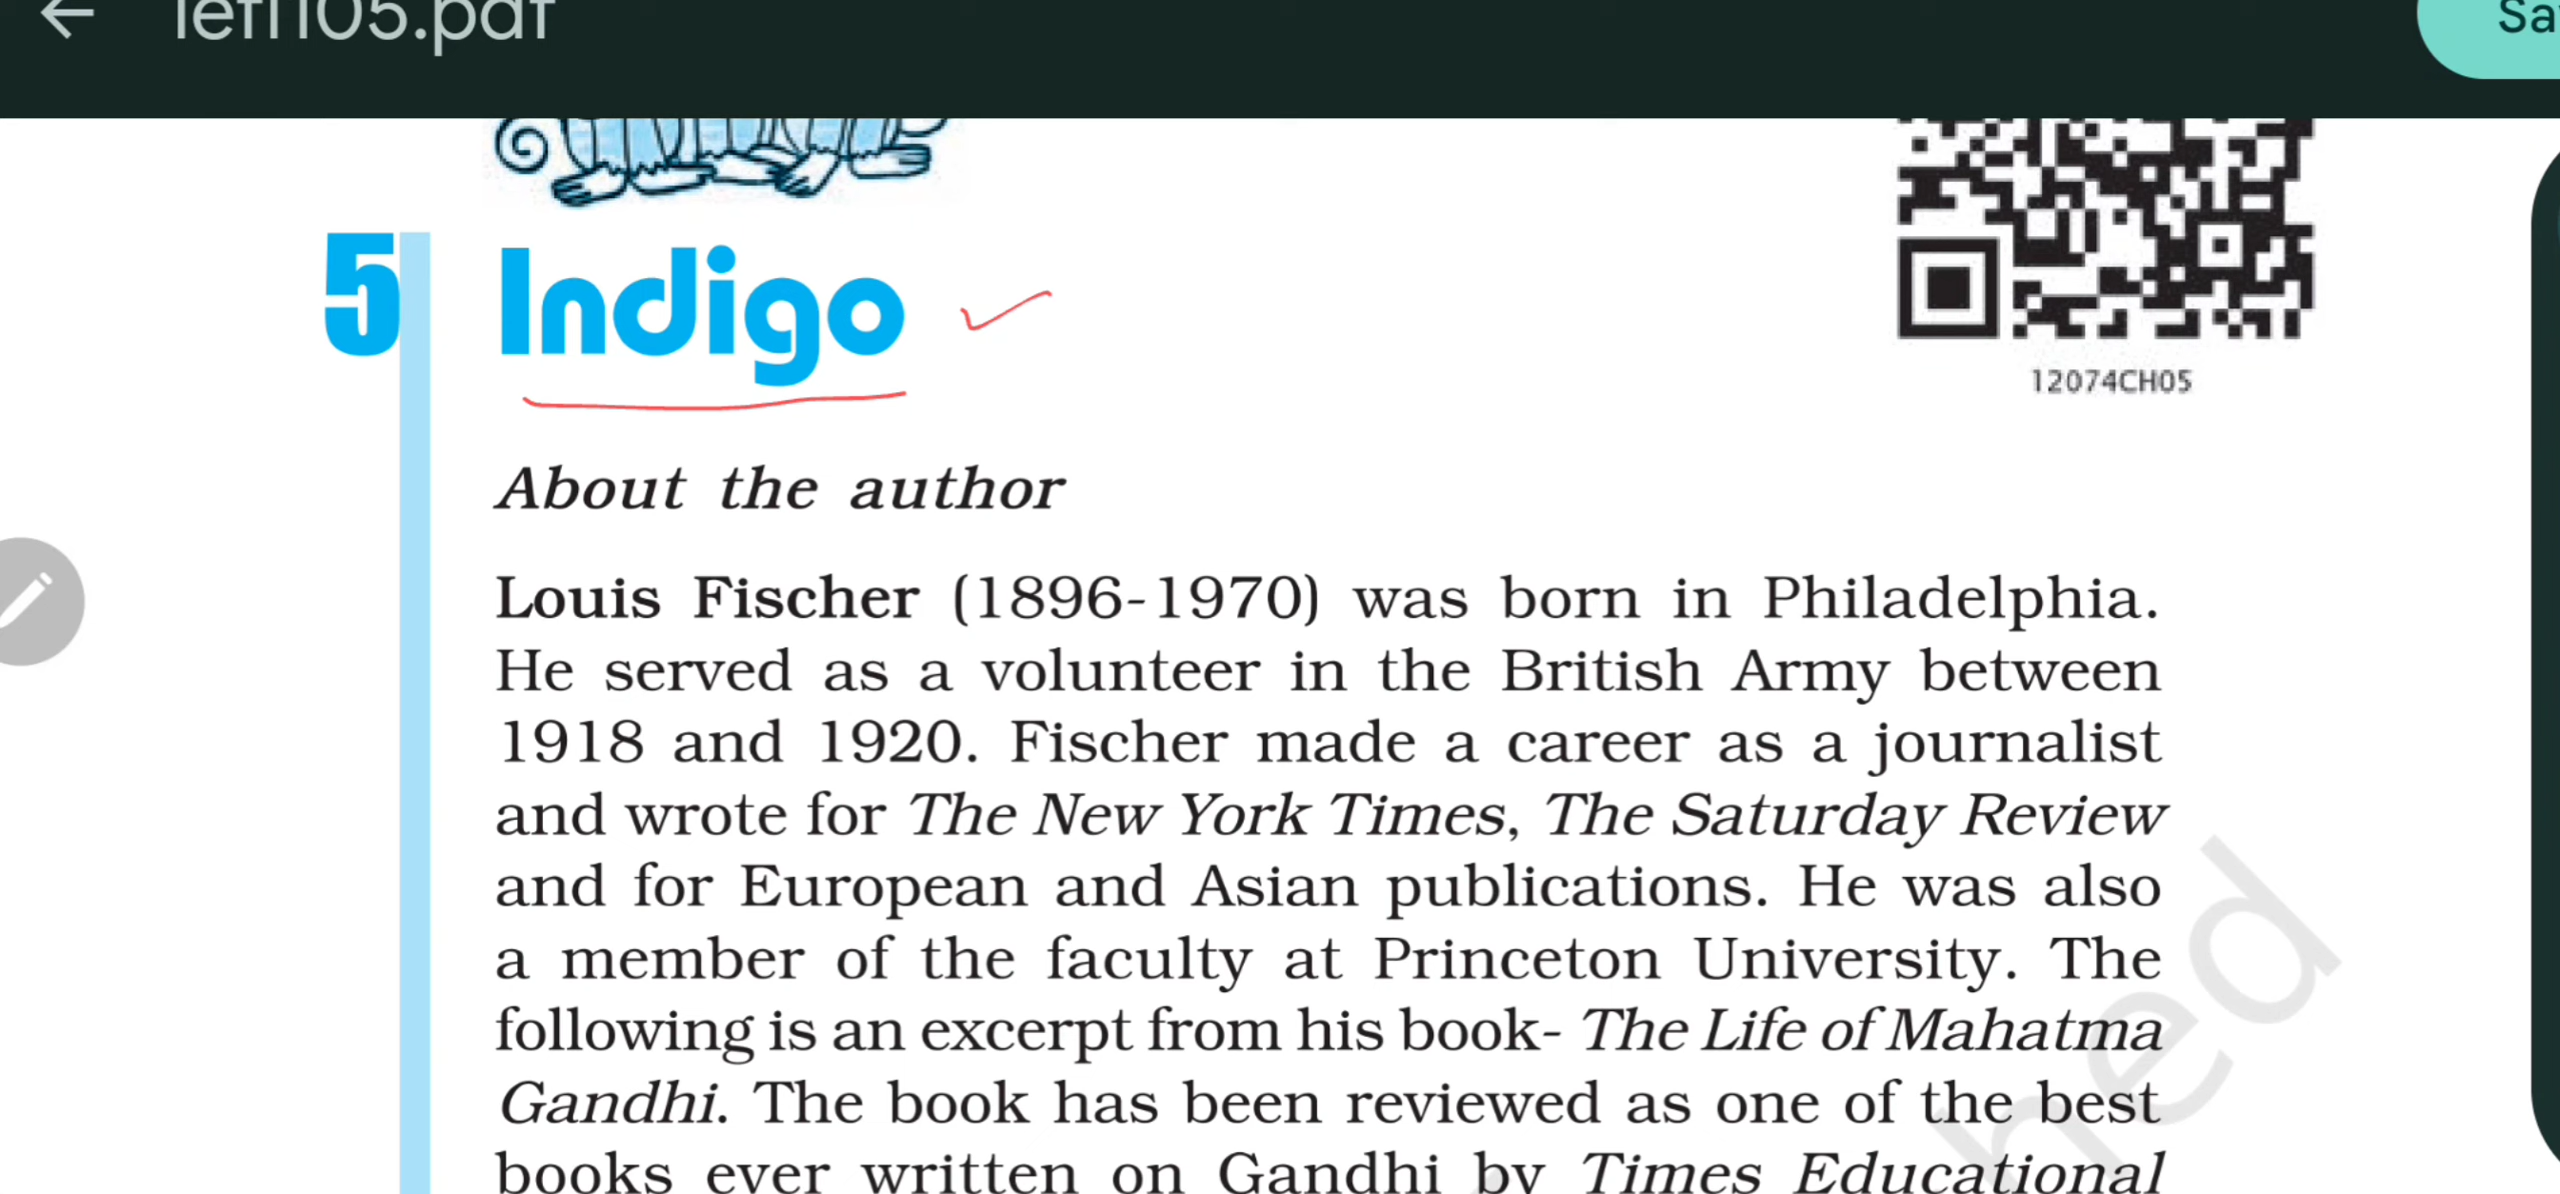 lefl105.pdf
Sa
5 Indigo
12074CH05
About the author
Louis Fischer (1896-1970) was born in Philadelphia.
He served as a volunteer in the British Army between
1918 and 1920. Fischer made a career as a journalist
and wrote for The New York Times, The Saturday Review
and for European and Asian publications. He was also
a member of the faculty at Princeton University. The
following is an excerpt from his book- The Life of Mahatma
Gandhi. The book has been reviewed as one of the best
books ever written on Gandhi by Times Educational
hed